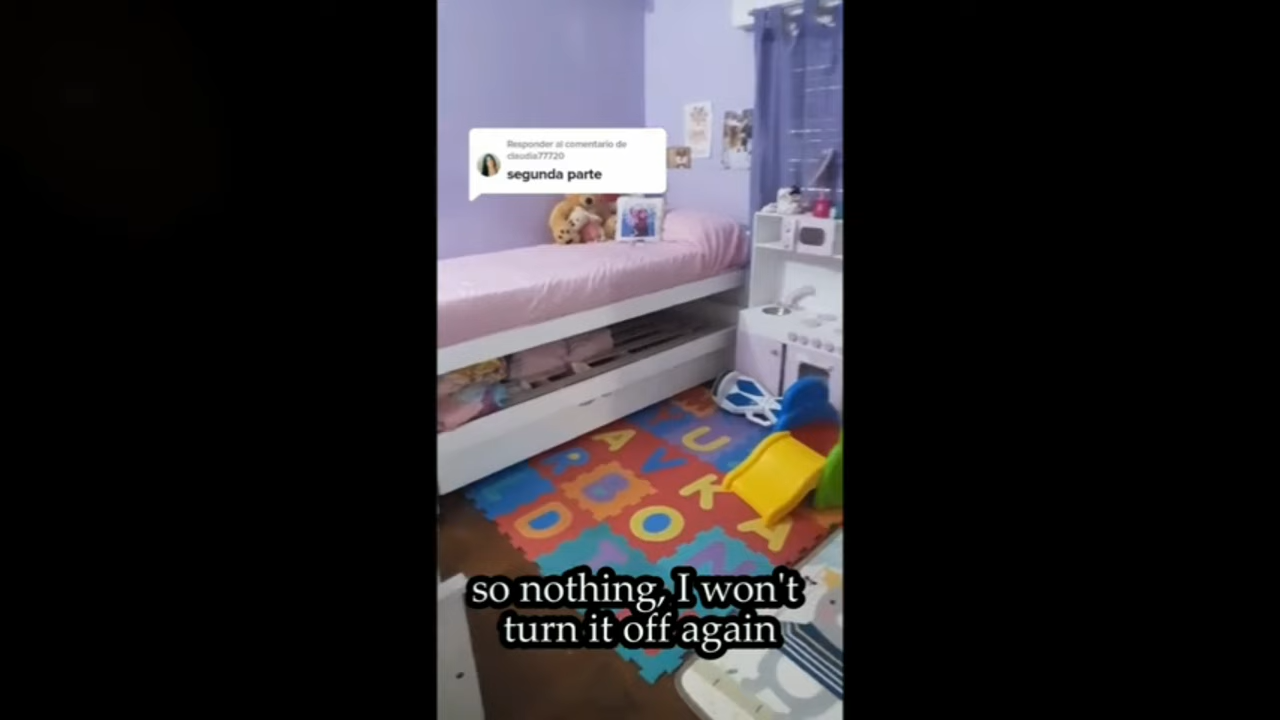 Responder al comentario de
claudia77720
segunda parte
A
U
R
V
B
K
D
O
A
so nothing, I won't
turn it off again